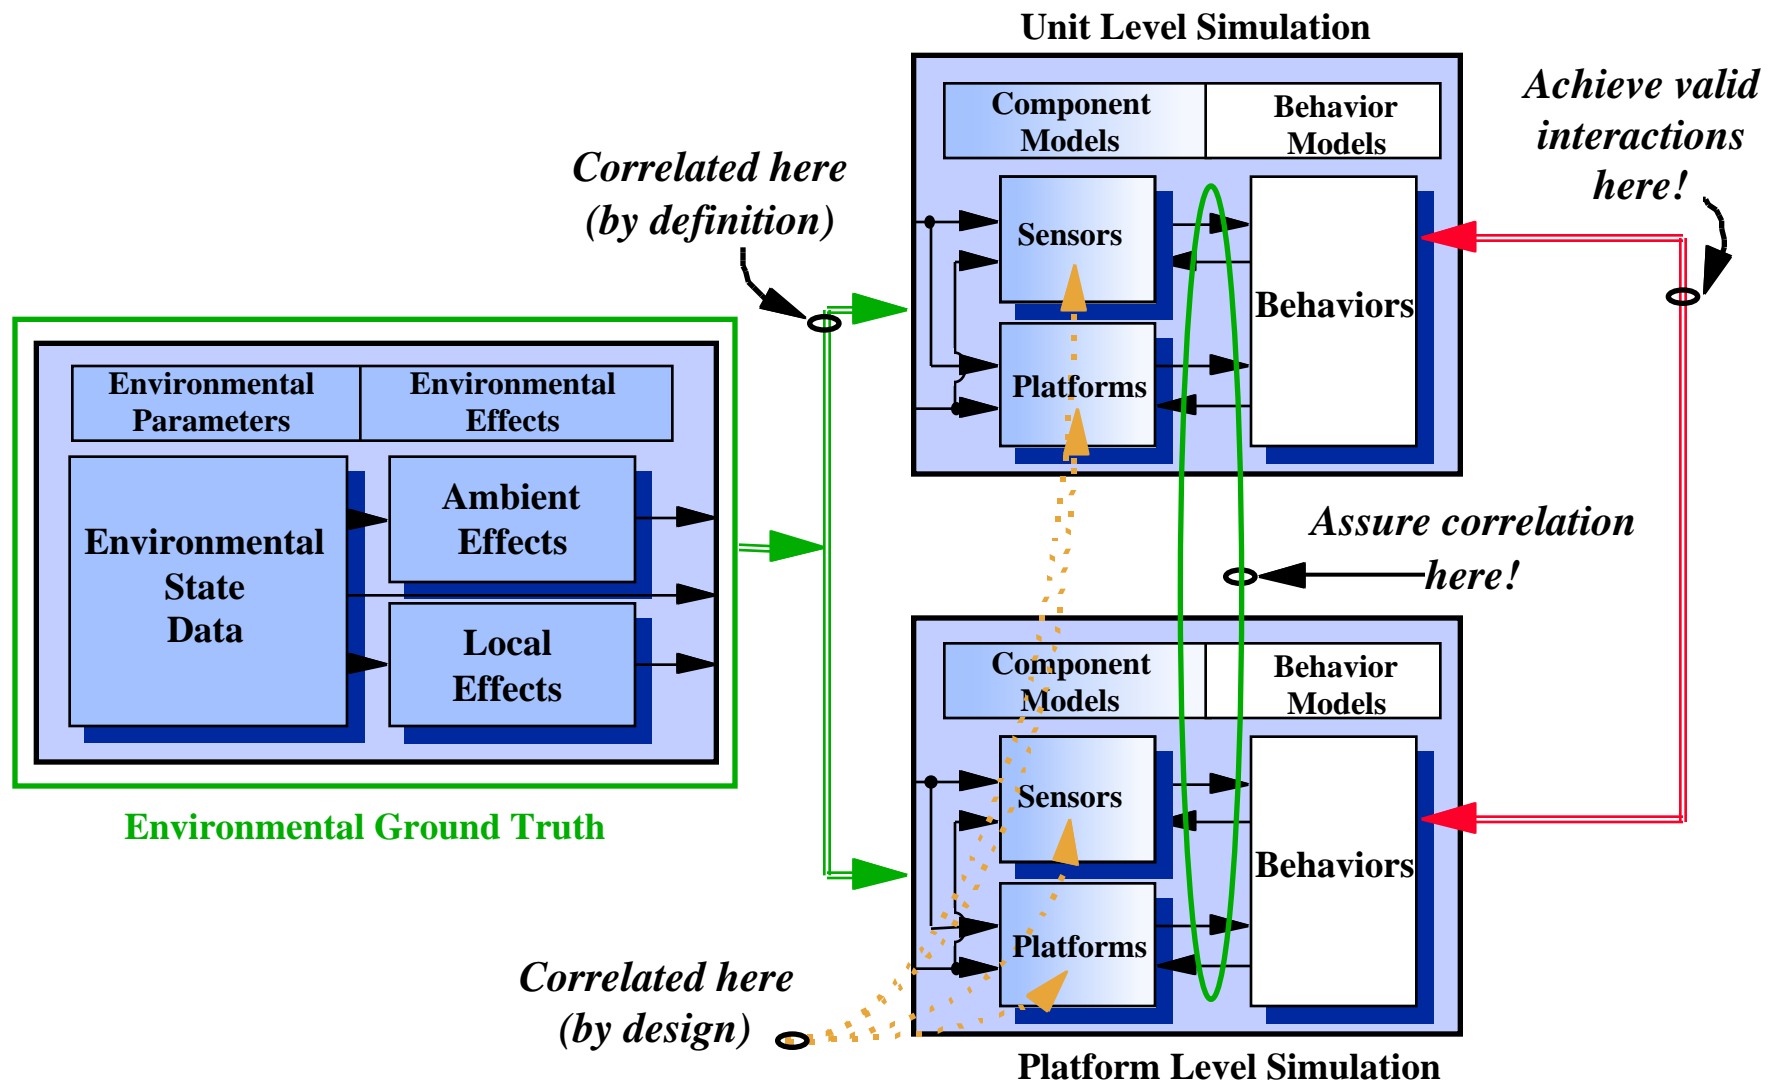 Unit Level Simulation
Component
Models
Behavior
Models
Achieve valid
interactions
here!
Correlated here
(by definition)
Sensors
Behaviors
Platforms
Environmental
Parameters
Environmental
Effects
Environmental
State
Data
Ambient
Effects
Local
Effects
Environmental Ground Truth
Assure correlation
here!
Component
Models
Behavior
Models
Sensors
Behaviors
Platforms
Correlated here
(by design)
Platform Level Simulation